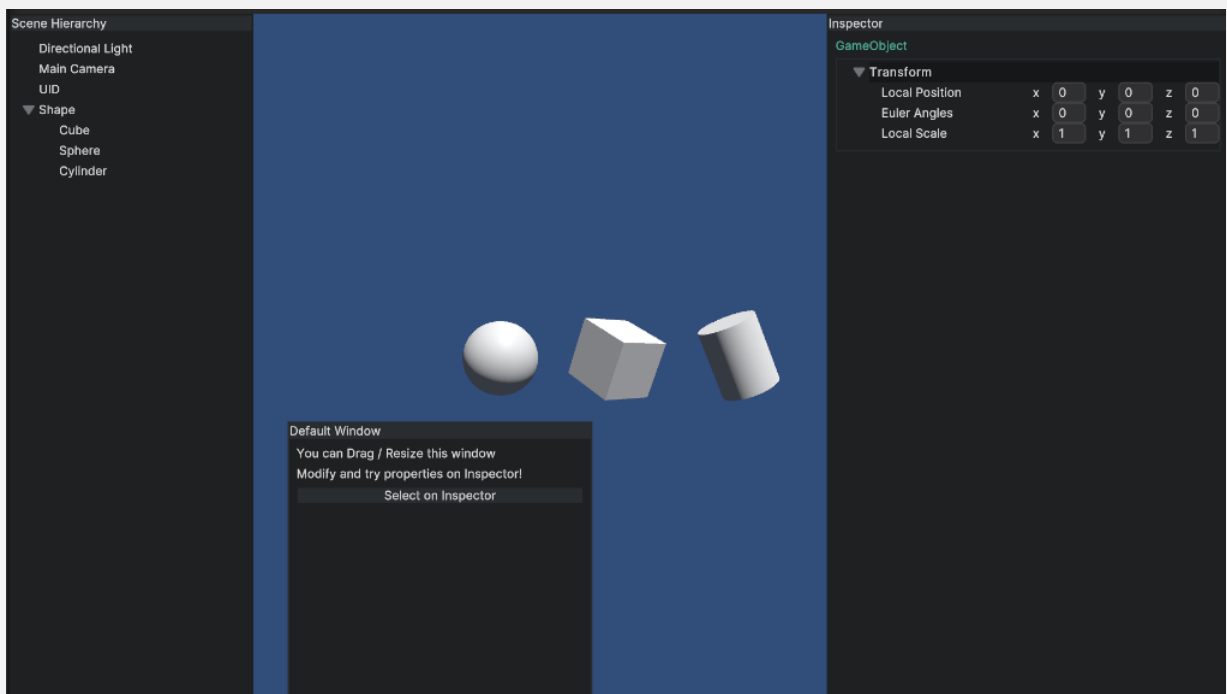 Scene Hierarchy
Directional Light
Main Camera
UID
Shape
Cube
Sphere
Cylinder
Default Window
You can Drag / Resize this window
Modify and try properties on Inspector!
Select on Inspector
Inspector
GameObject
Transform
Local Position x 0 y 0 z 0
Euler Angles x 0 y 0 z 0
Local Scale x 1 y 1 z 1